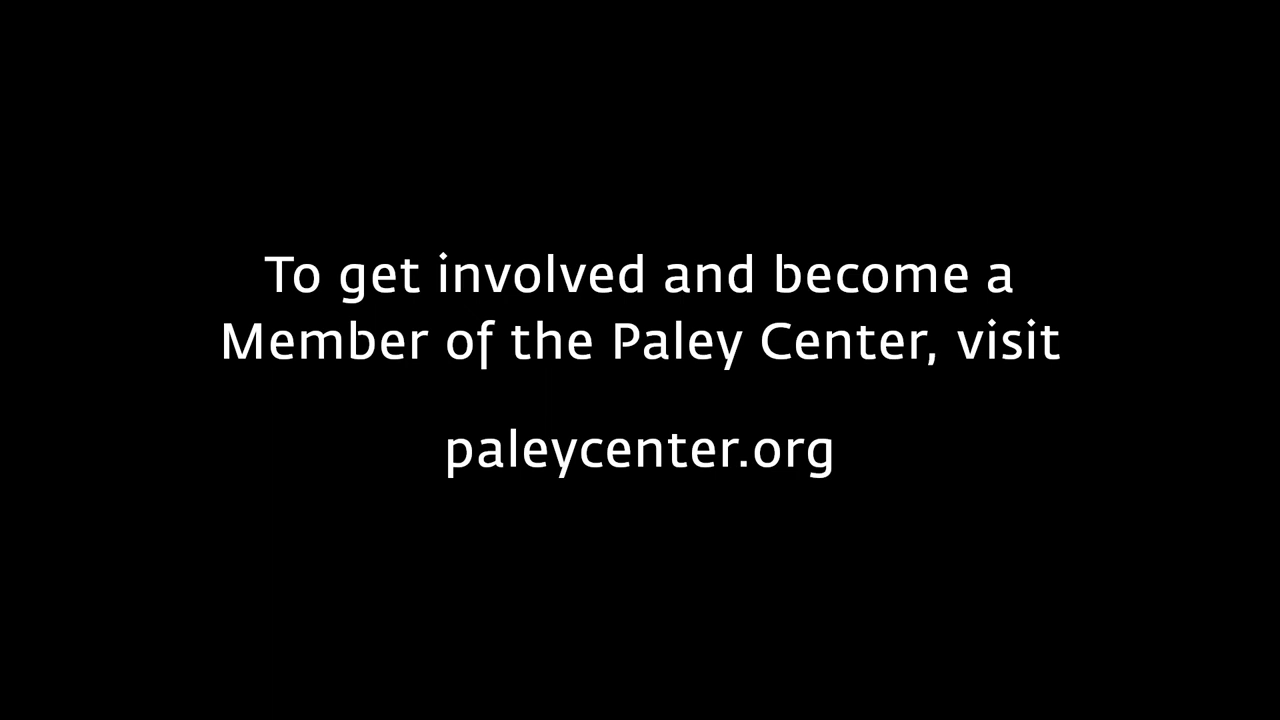 To get involved and become a
Member of the Paley Center, visit
paleycenter.org